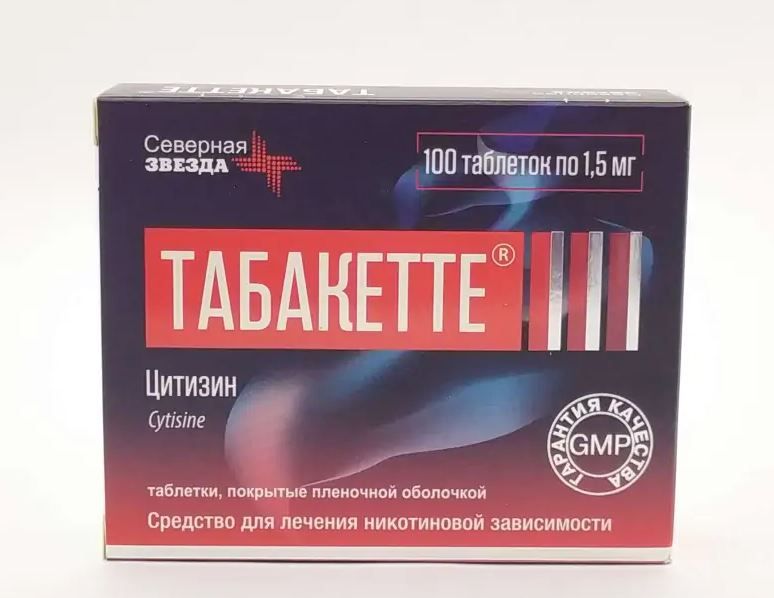 ТАБАКЕТТЕ
Северная
ЗВЕЗДА
100 таблеток по 1,5 мг
ТАБАКЕТТЕ®
Цитизин
Cytisine
ГАРАНТИЯ КАЧЕСТВА
GMP
таблетки, покрытые пленочной оболочкой
Средство для лечения никотиновой зависимости